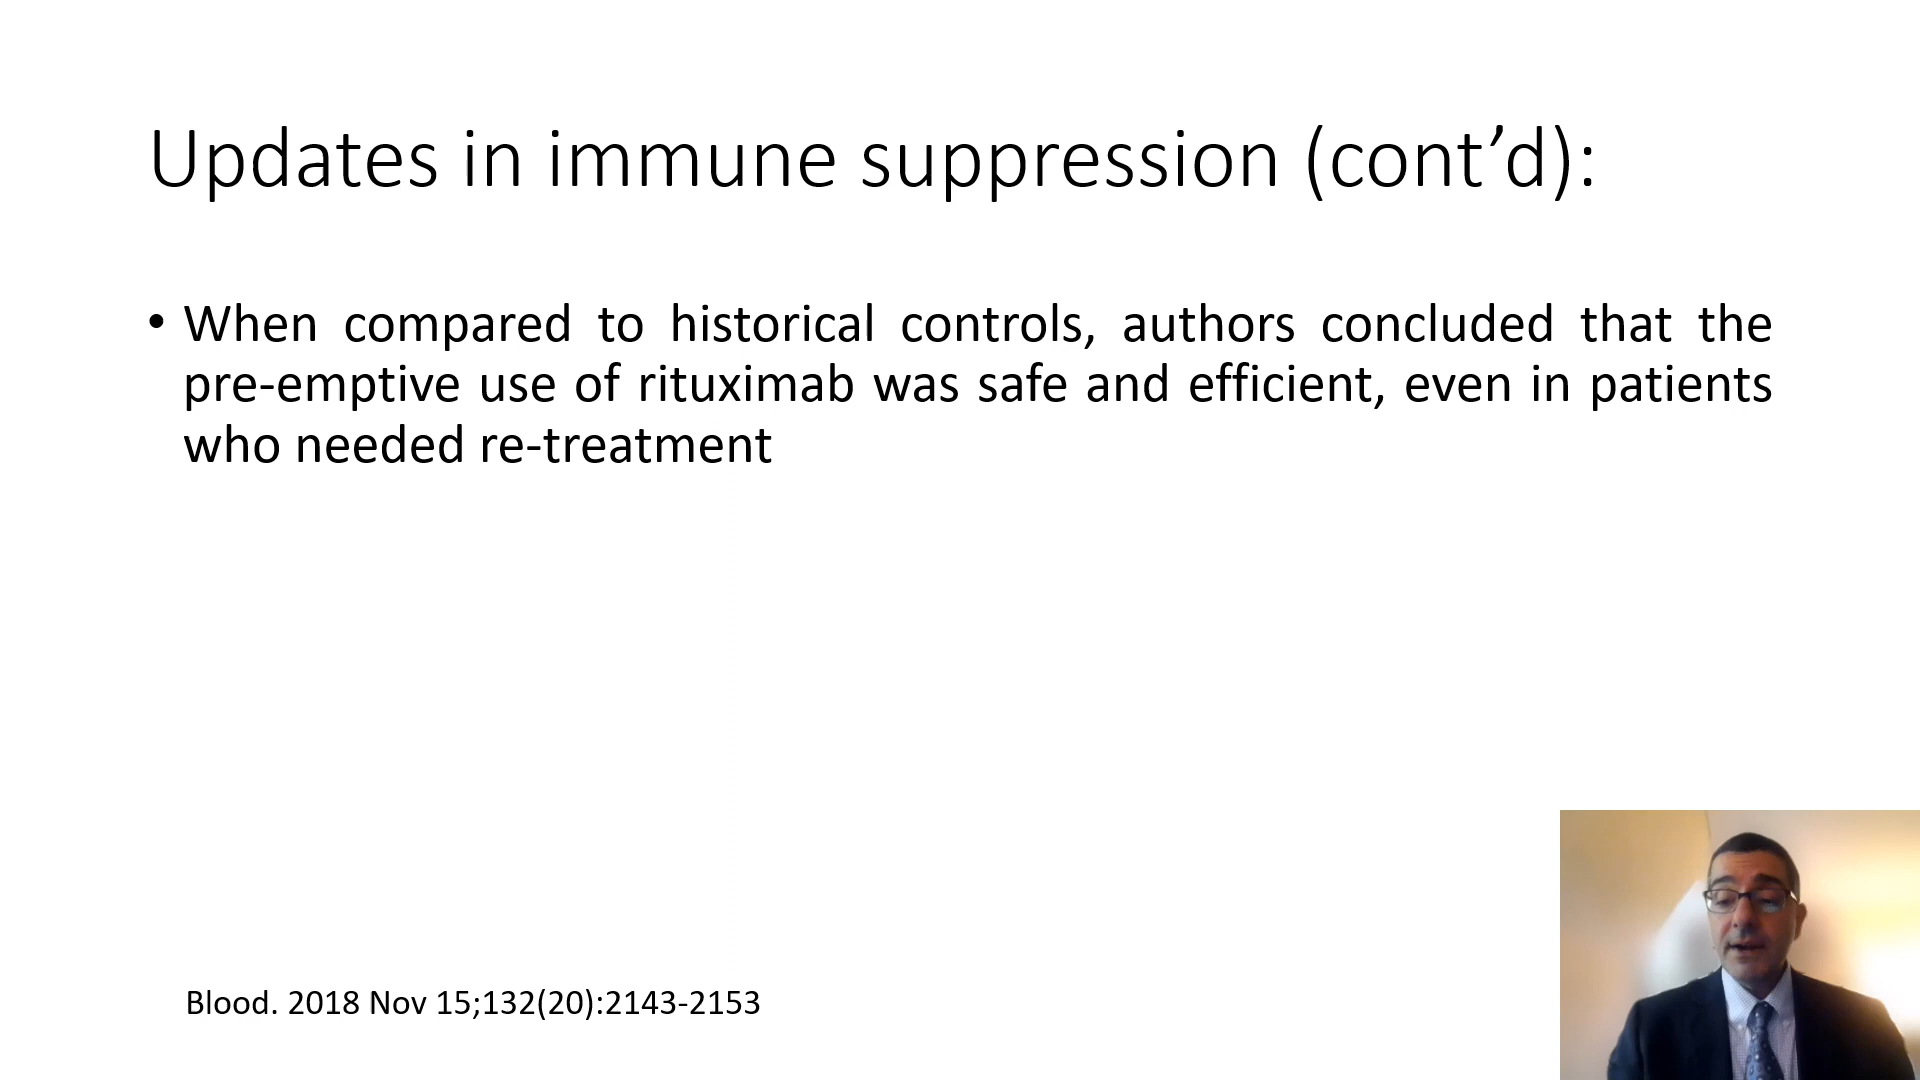 Updates in immune suppression (cont’d):
• When compared to historical controls, authors concluded that the
pre-emptive use of rituximab was safe and efficient, even in patients
who needed re-treatment
Blood. 2018 Nov 15;132(20):2143-2153